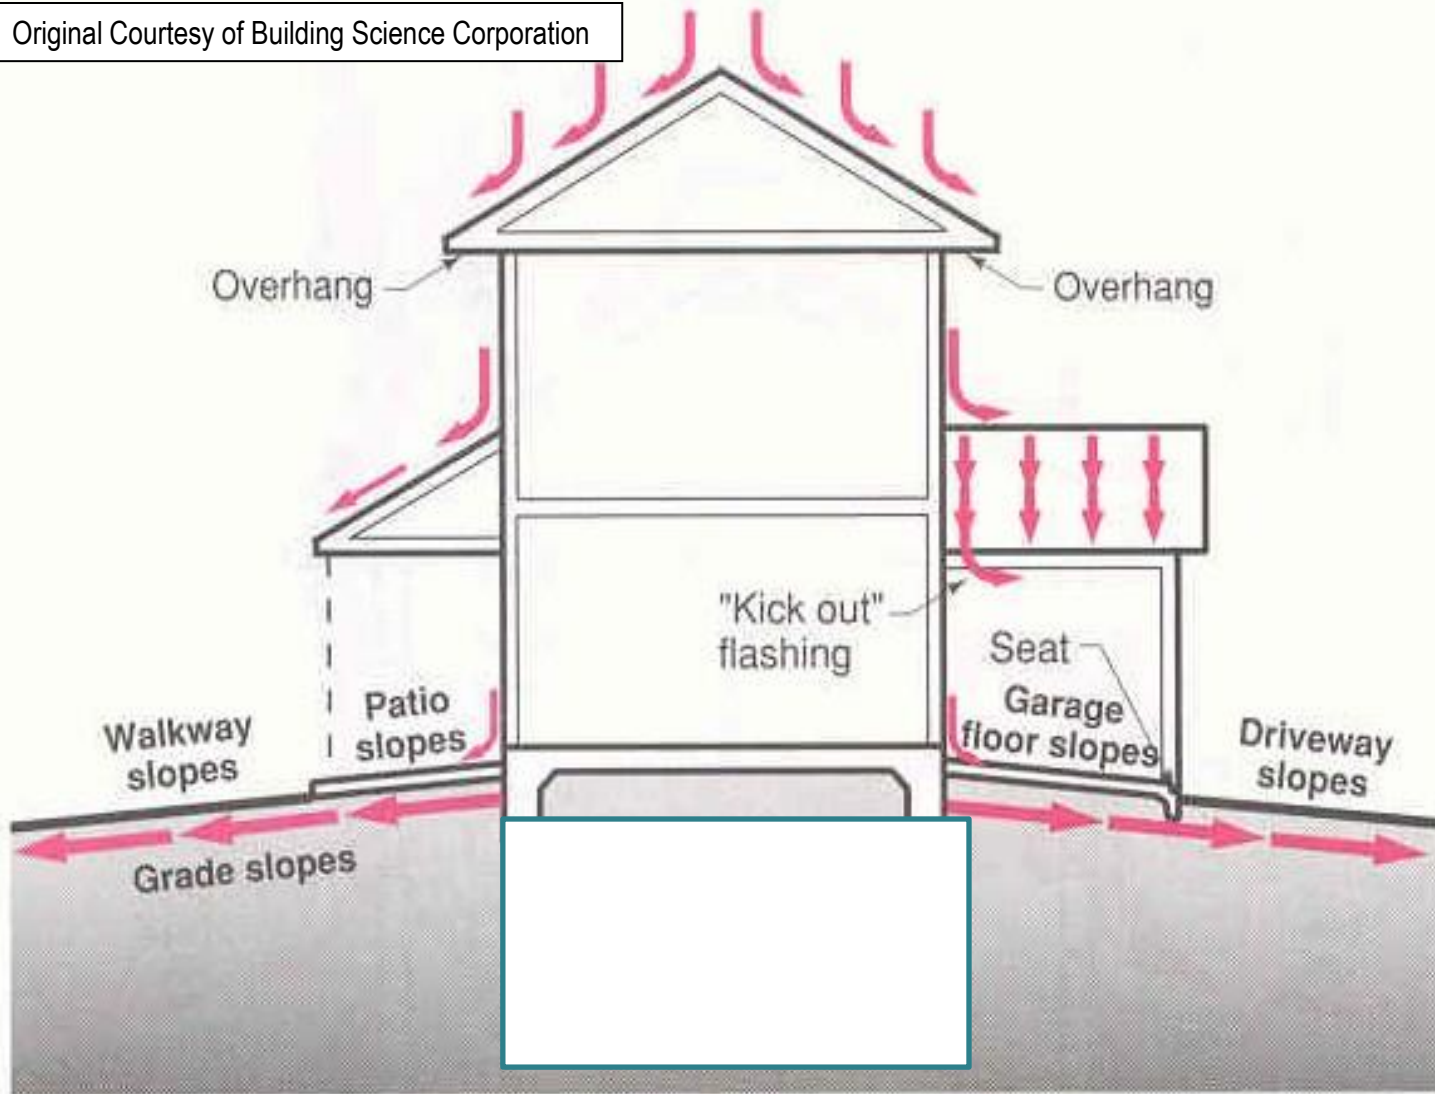 Original Courtesy of Building Science Corporation
Overhang
Overhang
"Kick out"
flashing
Seat
Patio
slopes
Garage
floor slopes
Walkway
slopes
Driveway
slopes
Grade slopes